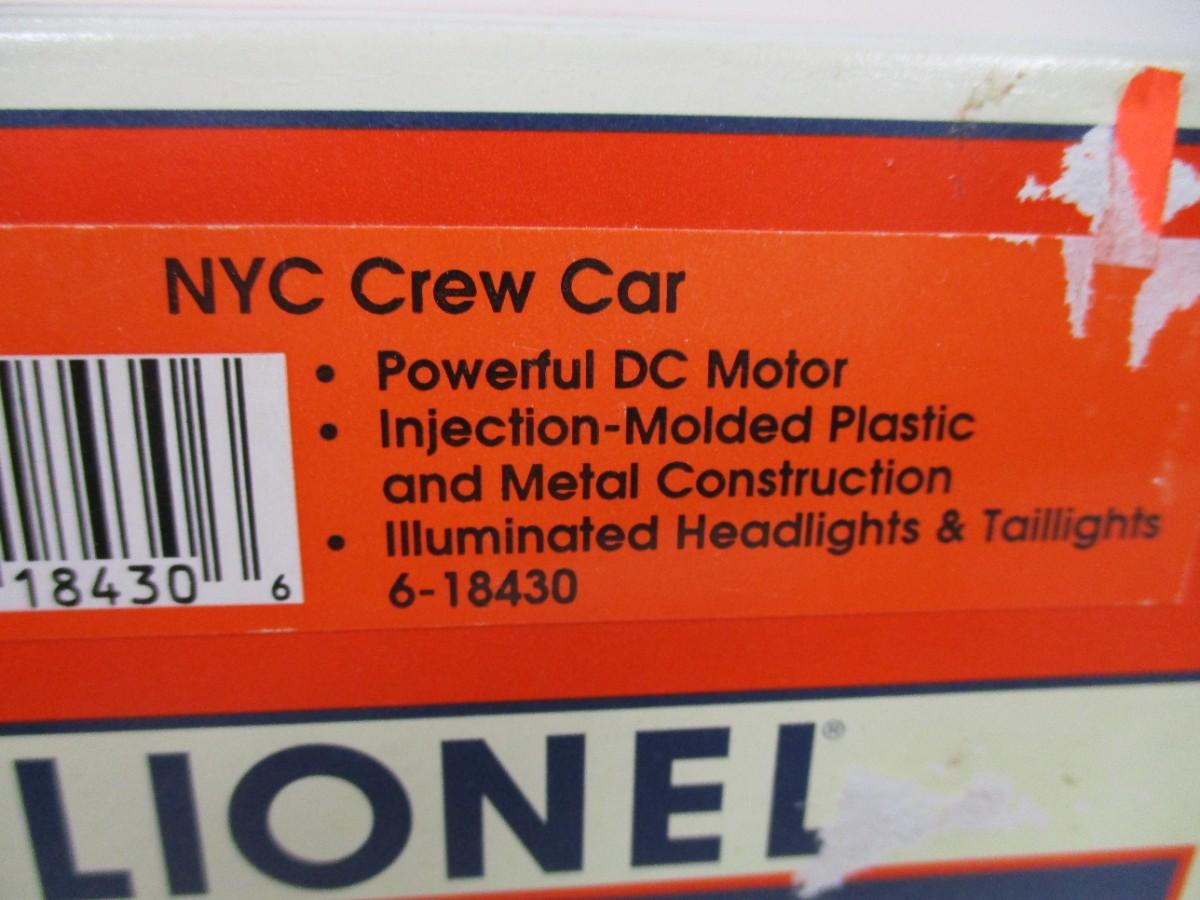 NYC Crew Car
• Powerful DC Motor
• Injection-Molded Plastic
and Metal Construction
• Illuminated Headlights & Taillights
6-18430
18430 6
LIONEL®